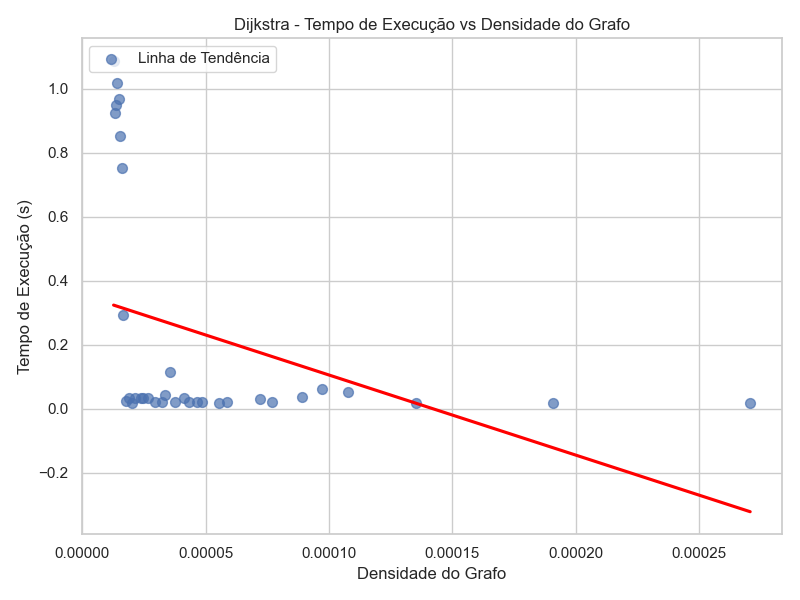 Dijkstra - Tempo de Execução vs Densidade do Grafo
Linha de Tendência
1.0
0.8
0.6
0.4
0.2
0.0
−0.2
Tempo de Execução (s)
0.00000 0.00005 0.00010 0.00015 0.00020 0.00025
Densidade do Grafo